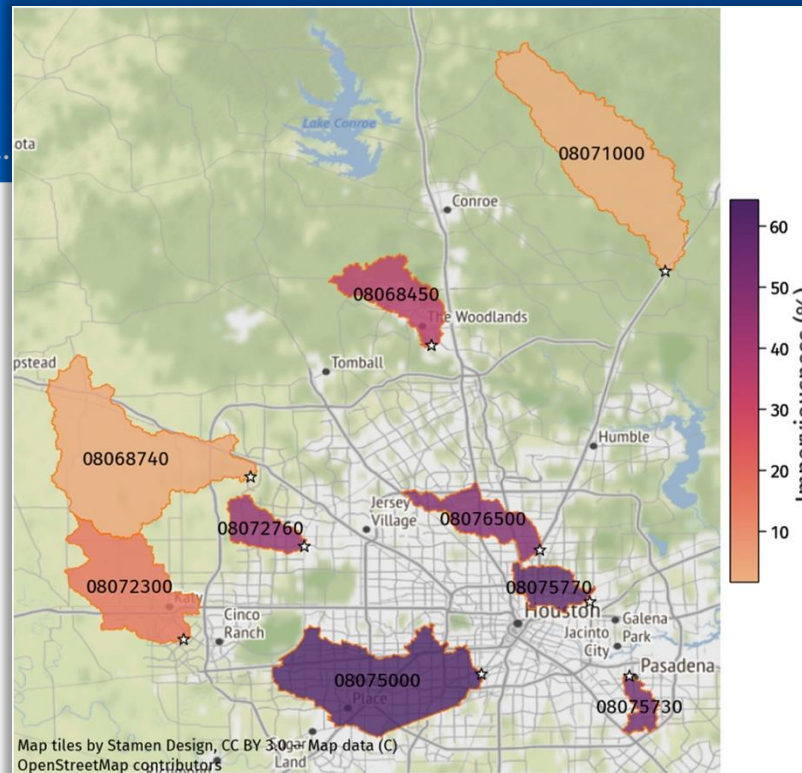 ota
Lake Conroe
08071000
Conroe
08068450
The Woodlands
pstead
Tomball
08068740
Humble
Jersey
Village
08076500
08072760
08072300
Katy
08075770
Houston
Cinco
Ranch
Galena
Park
Jacinto
City
Pasadena
08075000
Place
08075730
Map tiles by Stamen Design, CC BY 3.0 -- Map data (C)
OpenStreetMap contributors
Land
60
50
40
30
20
10